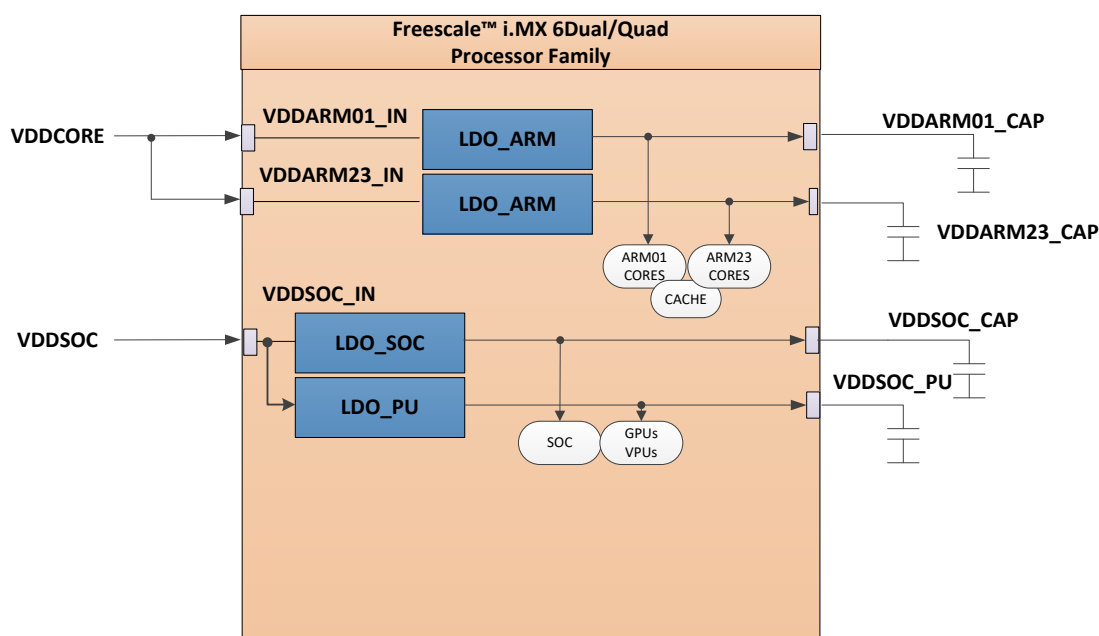 Freescale™ i.MX 6Dual/Quad
Processor Family
VDDCORE
VDDARM01_IN
LDO_ARM
VDDARM01_CAP
VDDARM23_IN
LDO_ARM
VDDARM23_CAP
ARM01
CORES
ARM23
CORES
CACHE
VDDSOC
VDDSOC_IN
LDO_SOC
VDDSOC_CAP
LDO_PU
VDDSOC_PU
SOC
GPUs
VPUs